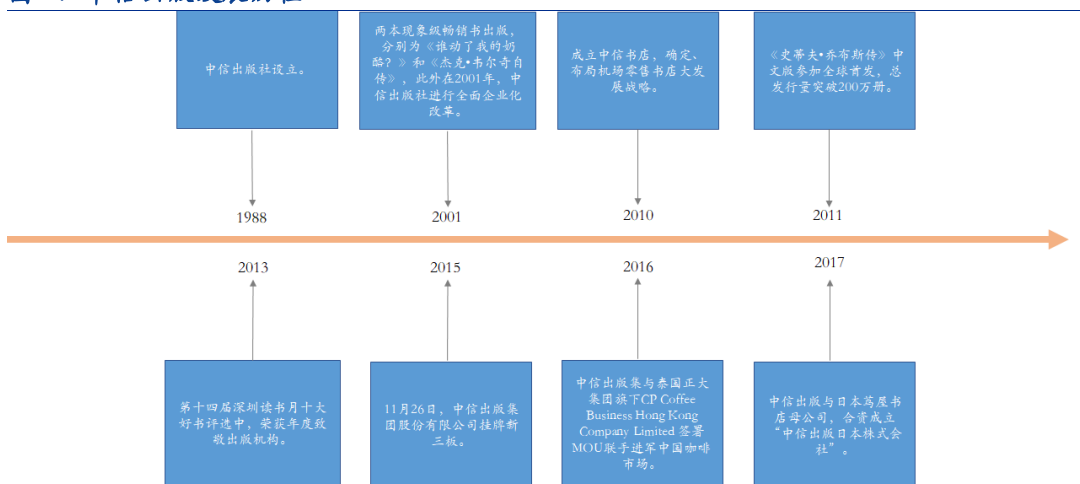 中信出版社设立。
两本现象级畅销书出版，
分别为《谁动了我的奶
酪？》和《杰克•韦尔奇自
传》，此外在2001年，中
信出版社进行全面企业化
改革。
成立中信书店，确定、
布局机场零售书店大发
展战略。
《史蒂夫•乔布斯传》中
文版参加全球首发，总
发行量突破200万册。
1988
2001
2010
2011
2013
2015
2016
2017
第十四届深圳读书月十大
好书评选中，荣获年度致
敬出版机构。
11月26日，中信出版集
团股份有限公司挂牌新
三板。
中信出版集与泰国正大
集团旗下CP Coffee
Business Hong Kong
Company Limited 签署
MOU联手进军中国咖啡
市场。
中信出版与日本茑屋书
店母公司，合资成立
“中信出版日本株式会
社”。